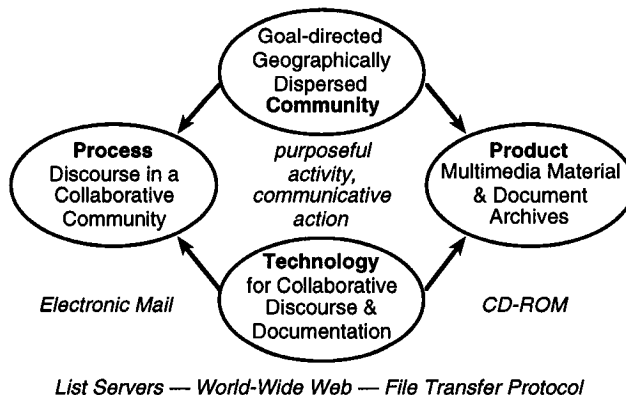 Goal-directed
Geographically
Dispersed
Community
Process
Discourse in a
Collaborative
Community
purposeful
activity,
communicative
action
Product
Multimedia Material
& Document
Archives
Technology
for Collaborative
Discourse &
Documentation
Electronic Mail
CD-ROM
List Servers — World-Wide Web — File Transfer Protocol